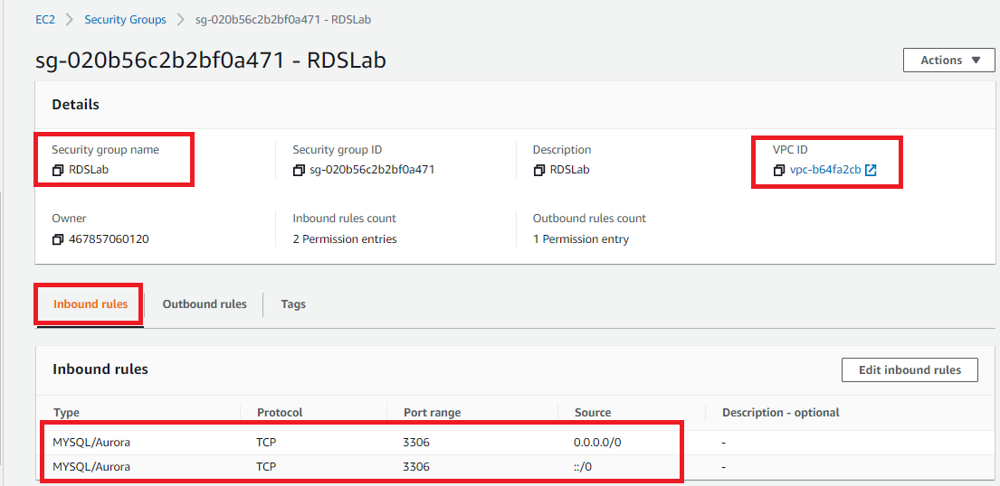 EC2 > Security Groups > sg-020b56c2b2bf0a471 - RDSLab
sg-020b56c2b2bf0a471 - RDSLab
Actions
Details
Security group name Security group ID Description VPC ID
RDSLab sg-020b56c2b2bf0a471 RDSLab vpc-b64fa2cb
Owner Inbound rules count Outbound rules count
467857060120 2 Permission entries 1 Permission entry
Inbound rules Outbound rules Tags
Inbound rules Edit inbound rules
Type Protocol Port range Source Description - optional
MYSQL/Aurora TCP 3306 0.0.0.0/0 -
MYSQL/Aurora TCP 3306 ::/0 -